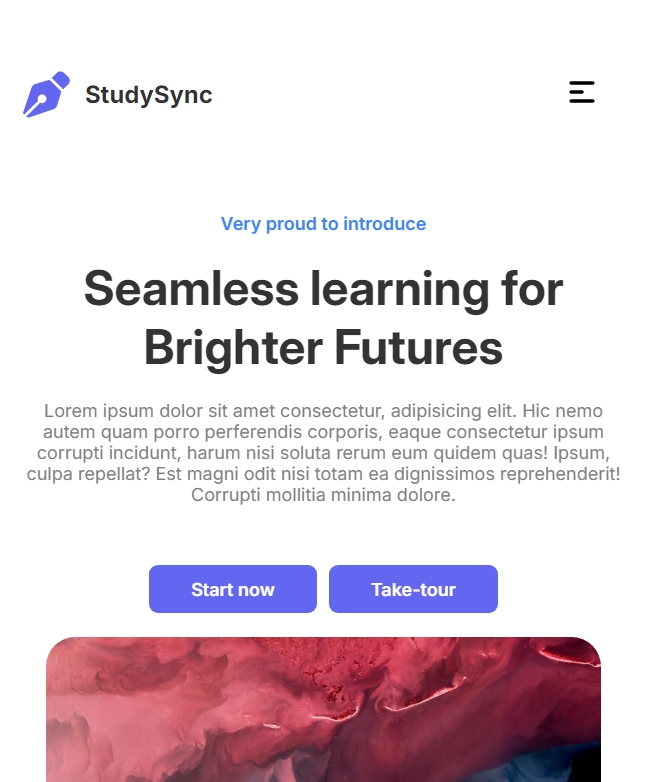 StudySync
Very proud to introduce
Seamless learning for
Brighter Futures
Lorem ipsum dolor sit amet consectetur, adipisicing elit. Hic nemo
autem quam porro perferendis corporis, eaque consectetur ipsum
corrupti incidunt, harum nisi soluta rerum eum quidem quas! Ipsum,
culpa repellat? Est magni odit nisi totam ea dignissimos reprehenderit!
Corrupti mollitia minima dolore.
Start now
Take-tour